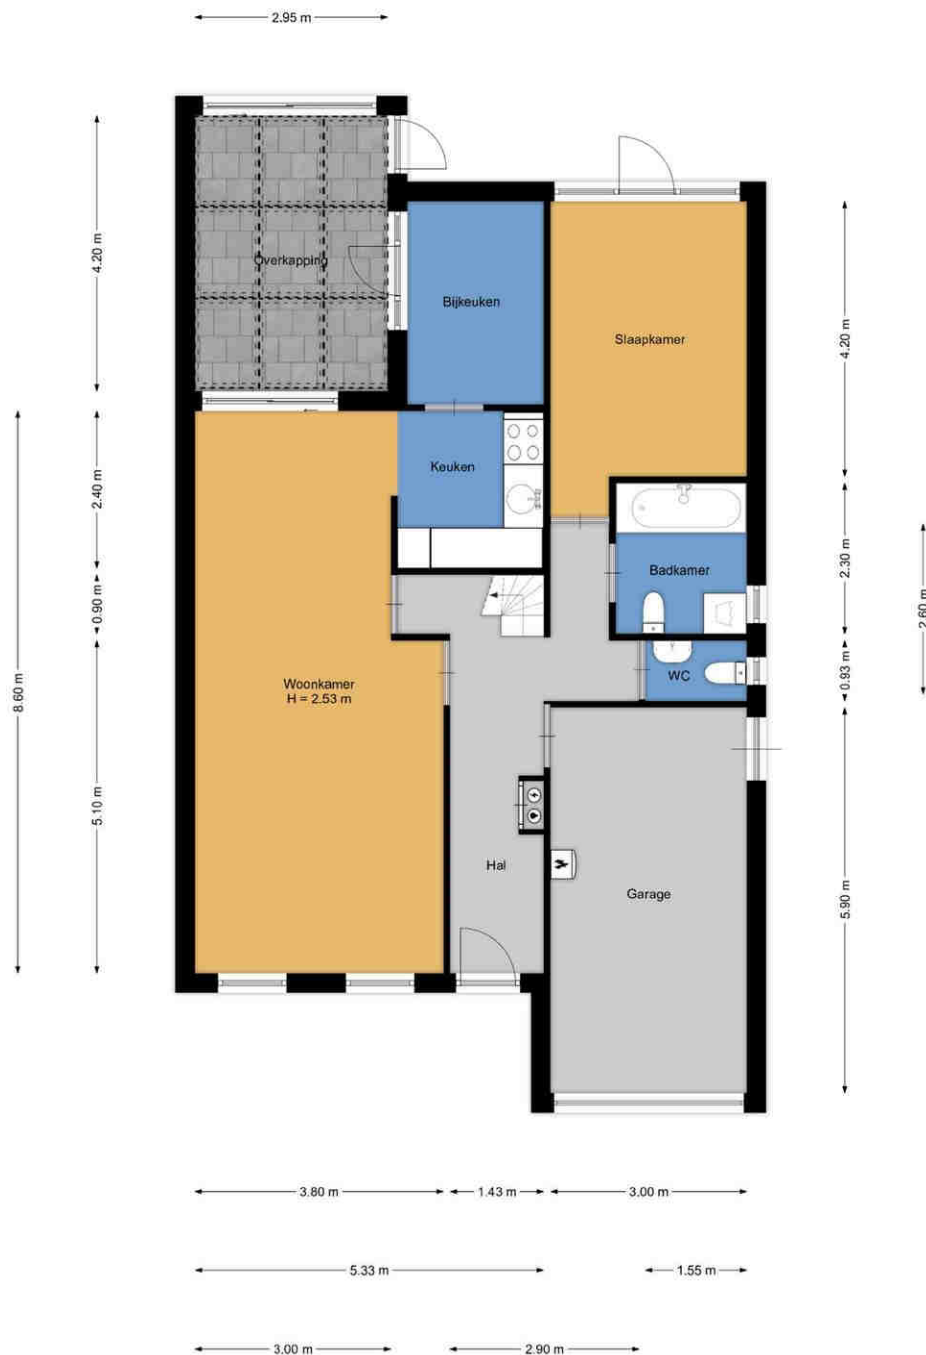 2.95 m
4.20 m
Overkapping
Bijkeuken
Slaapkamer
4.20 m
Keuken
2.40 m
8.60 m
0.90 m
5.10 m
Badkamer
2.30 m
2.60 m
WC
0.93 m
Woonkamer
H = 2.53 m
Hal
Garage
5.90 m
3.80 m
1.43 m
3.00 m
5.33 m
1.55 m
3.00 m
2.90 m